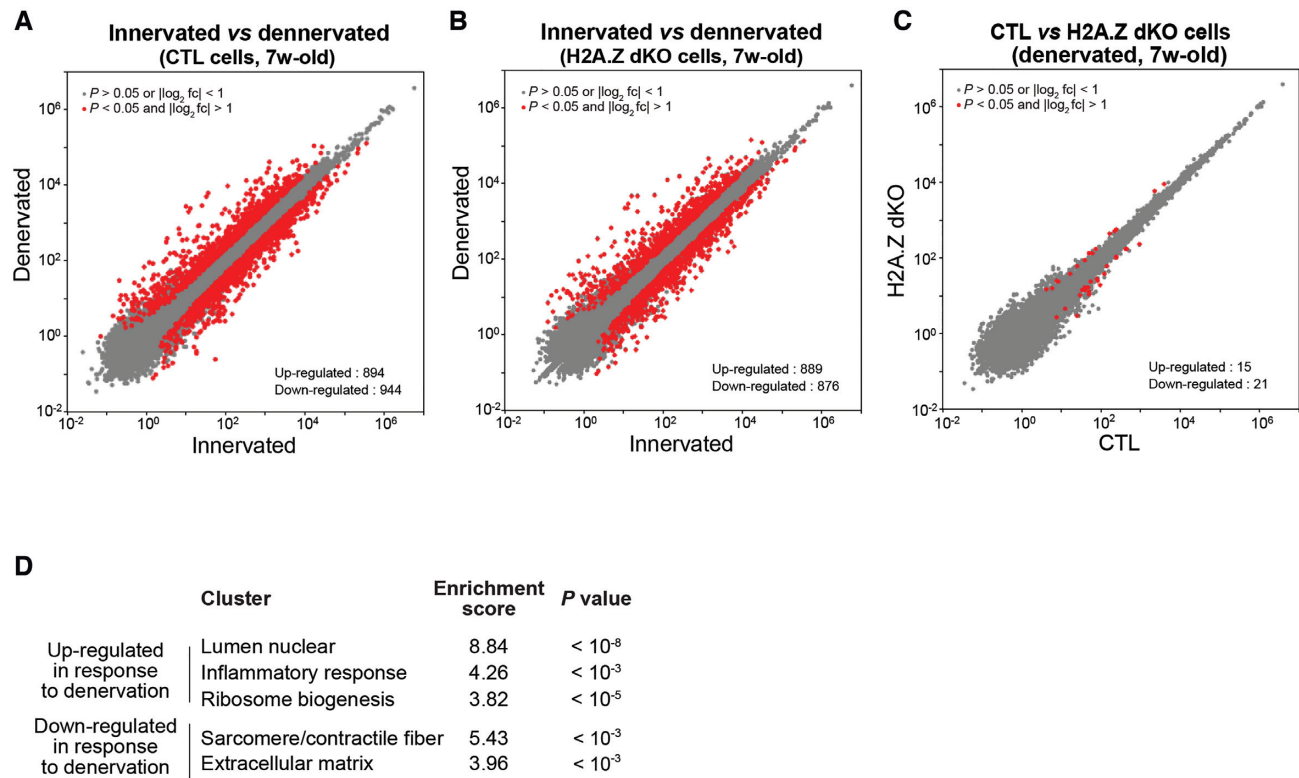 A
Innervated vs dennervated
(CTL cells, 7w-old)
P > 0.05 or |log2 fc| < 1
P < 0.05 and |log2 fc| > 1
10^6
10^4
10^2
10^0
10^-2
Denervated
Up-regulated : 894
Down-regulated : 944
10^-2 10^0 10^2 10^4 10^6
Innervated
B
Innervated vs dennervated
(H2A.Z dKO cells, 7w-old)
P > 0.05 or |log2 fc| < 1
P < 0.05 and |log2 fc| > 1
10^6
10^4
10^2
10^0
10^-2
Denervated
Up-regulated : 889
Down-regulated : 876
10^-2 10^0 10^2 10^4 10^6
Innervated
C
CTL vs H2A.Z dKO cells
(denervated, 7w-old)
P > 0.05 or |log2 fc| < 1
P < 0.05 and |log2 fc| > 1
10^6
10^4
10^2
10^0
10^-2
H2A.Z dKO
Up-regulated : 15
Down-regulated : 21
10^-2 10^0 10^2 10^4 10^6
CTL
D
Cluster Enrichment score P value
Up-regulated
in response
to denervation
Lumen nuclear 8.84 < 10^-8
Inflammatory response 4.26 < 10^-3
Ribosome biogenesis 3.82 < 10^-5
Down-regulated
in response
to denervation
Sarcomere/contractile fiber 5.43 < 10^-3
Extracellular matrix 3.96 < 10^-3